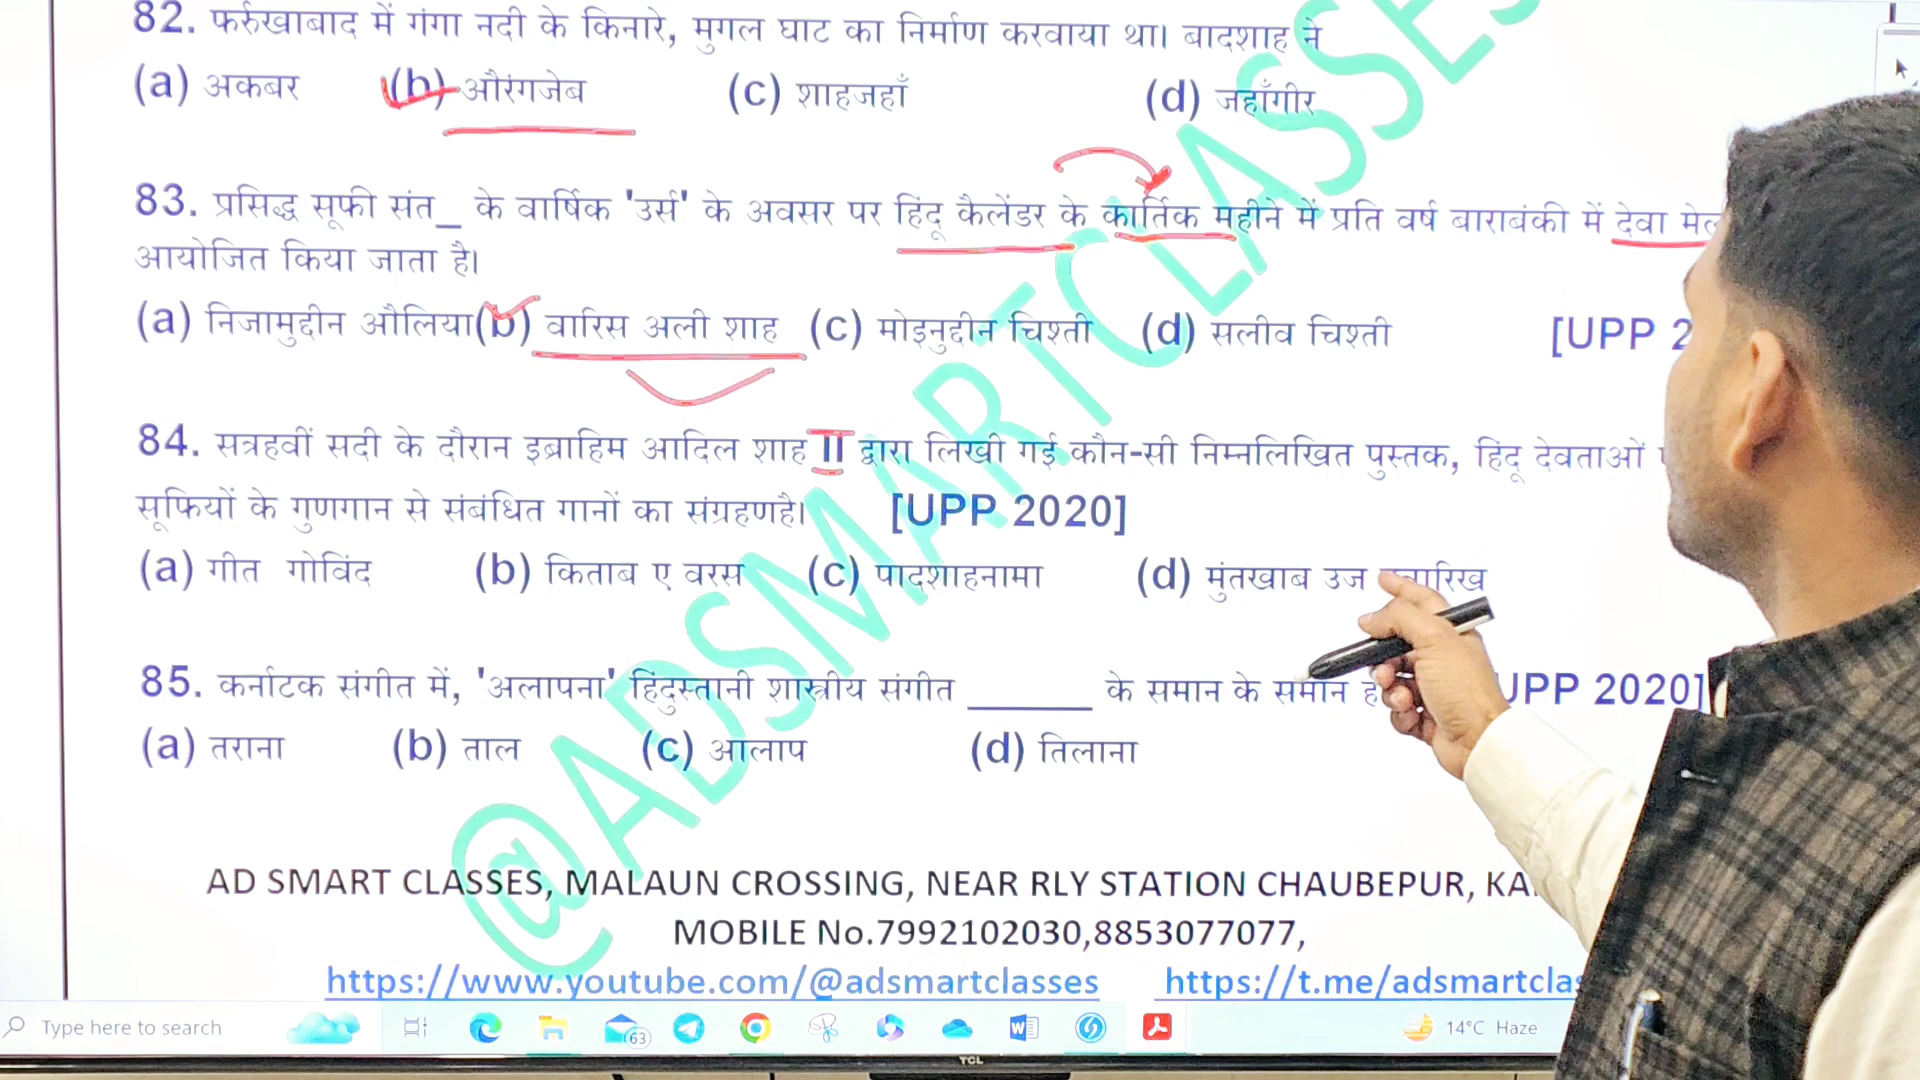 82. फर्रुखाबाद में गंगा नदी के किनारे, मुगल घाट का निर्माण करवाया था। बादशाह ने
(a) अकबर (b) औरंगजेब (c) शाहजहाँ (d) जहाँगीर
83. प्रसिद्ध सूफी संत_ के वार्षिक 'उर्स' के अवसर पर हिंदू कैलेंडर के कार्तिक महीने में प्रति वर्ष बाराबंकी में देवा
आयोजित किया जाता है।
(a) निजामुद्दीन औलिया(b) वारिस अली शाह (c) मोइनुद्दीन चिश्ती (d) सलीव चिश्ती [UPP
84. सत्रहवीं सदी के दौरान इब्राहिम आदिल शाह II द्वारा लिखी गई कौन-सी निम्नलिखित पुस्तक, हिंदू देवताओं
सूफियों के गुणगान से संबंधित गानों का संग्रहणहै। [UPP 2020]
(a) गीत गोविंद (b) किताब ए वरस (c) पादशाहनामा (d) मुंतखाब उज
85. कर्नाटक संगीत में, 'अलापना' हिंदुस्तानी शास्त्रीय संगीत ______ के समान के समान UPP 2020]
(a) तराना (b) ताल (c) आलाप (d) तिलाना
@ADSMARTCLASSES
AD SMART CLASSES, MALAUN CROSSING, NEAR RLY STATION CHAUBEPUR,
MOBILE No.7992102030,8853077077,
https://www.youtube.com/@adsmartclasses https://t.me/adsmartclas
Type here to search 63 14°C Haze
TCL